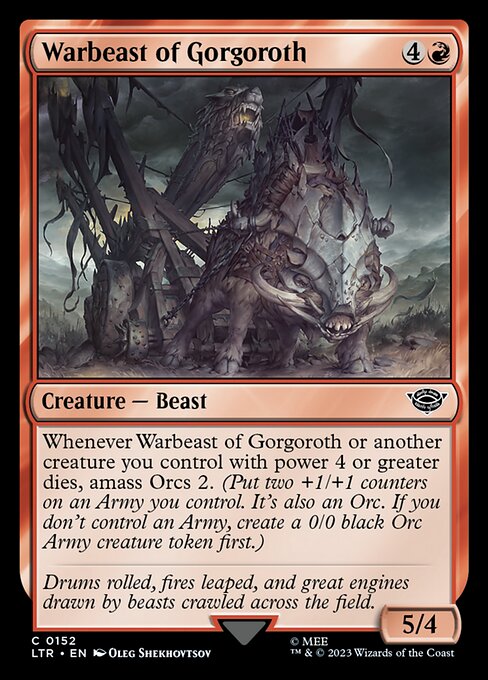 Warbeast of Gorgoroth 4
Creature — Beast
Whenever Warbeast of Gorgoroth or another
creature you control with power 4 or greater
dies, amass Orcs 2. (Put two +1/+1 counters
on an Army you control. It's also an Orc. If you
don't control an Army, create a 0/0 black Orc
Army creature token first.)
Drums rolled, fires leaped, and great engines
drawn by beasts crawled across the field.
5/4
C 0152
LTR • EN Oleg Shekhovtsov
© MEE
™ & © 2023 Wizards of the Coast